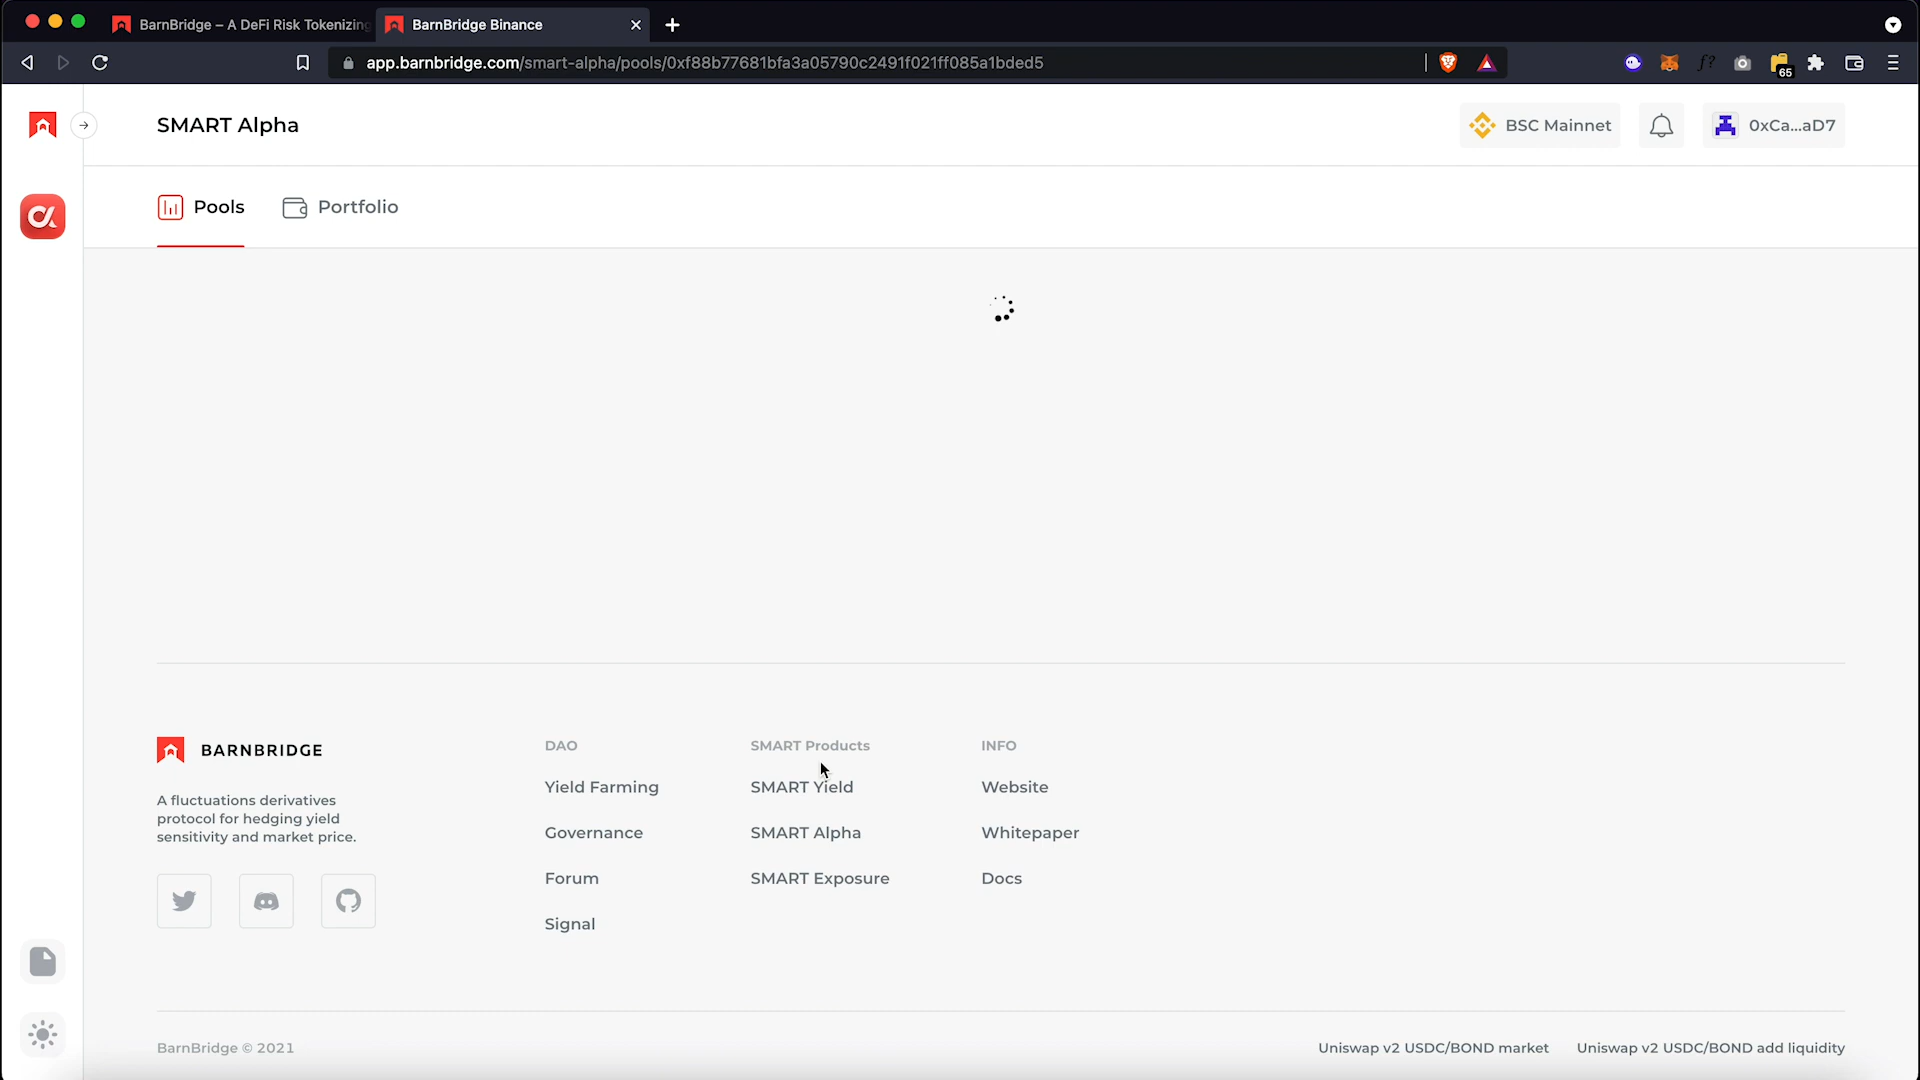 BarnBridge – A DeFi Risk Tokenizing
BarnBridge Binance
app.barnbridge.com/smart-alpha/pools/0xf88b77681bfa3a05790c2491f021ff085a1bded5
f?
65
SMART Alpha
BSC Mainnet
0xCa...aD7
Pools
Portfolio
BARNBRIDGE
A fluctuations derivatives
protocol for hedging yield
sensitivity and market price.
DAO
Yield Farming
Governance
Forum
Signal
SMART Products
SMART Yield
SMART Alpha
SMART Exposure
INFO
Website
Whitepaper
Docs
BarnBridge © 2021
Uniswap v2 USDC/BOND market
Uniswap v2 USDC/BOND add liquidity